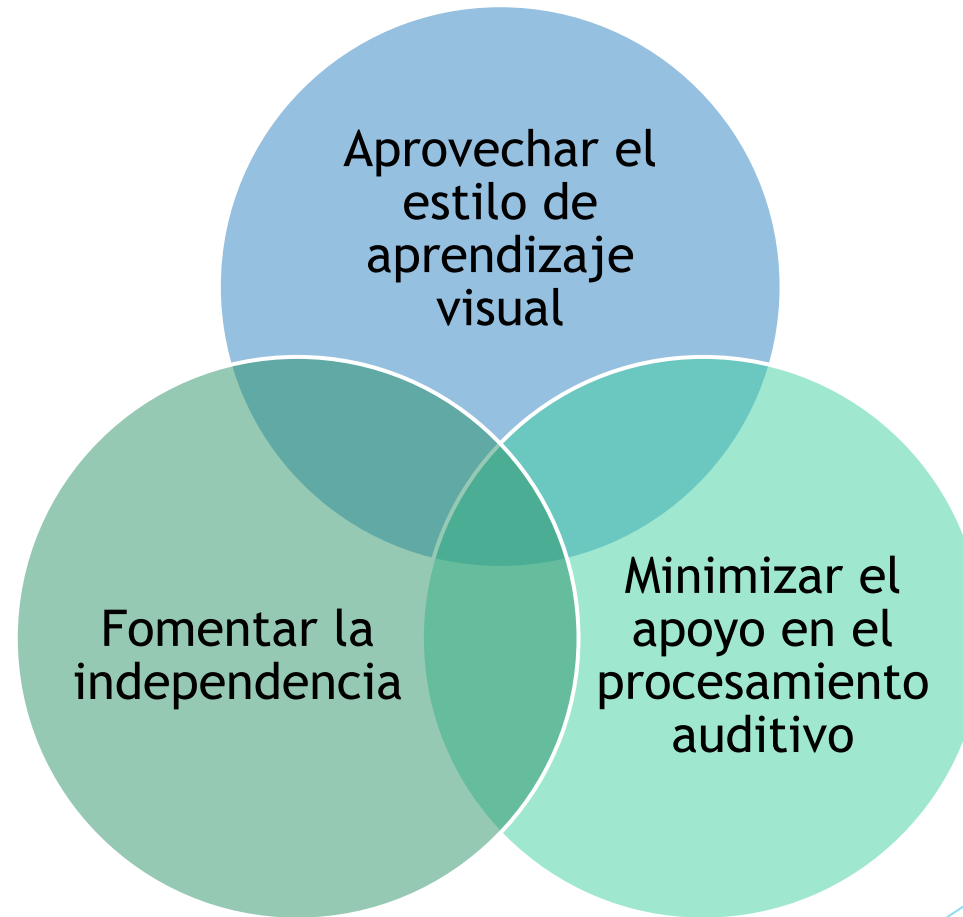 Aprovechar el
estilo de
aprendizaje
visual
Fomentar la
independencia
Minimizar el
apoyo en el
procesamiento
auditivo